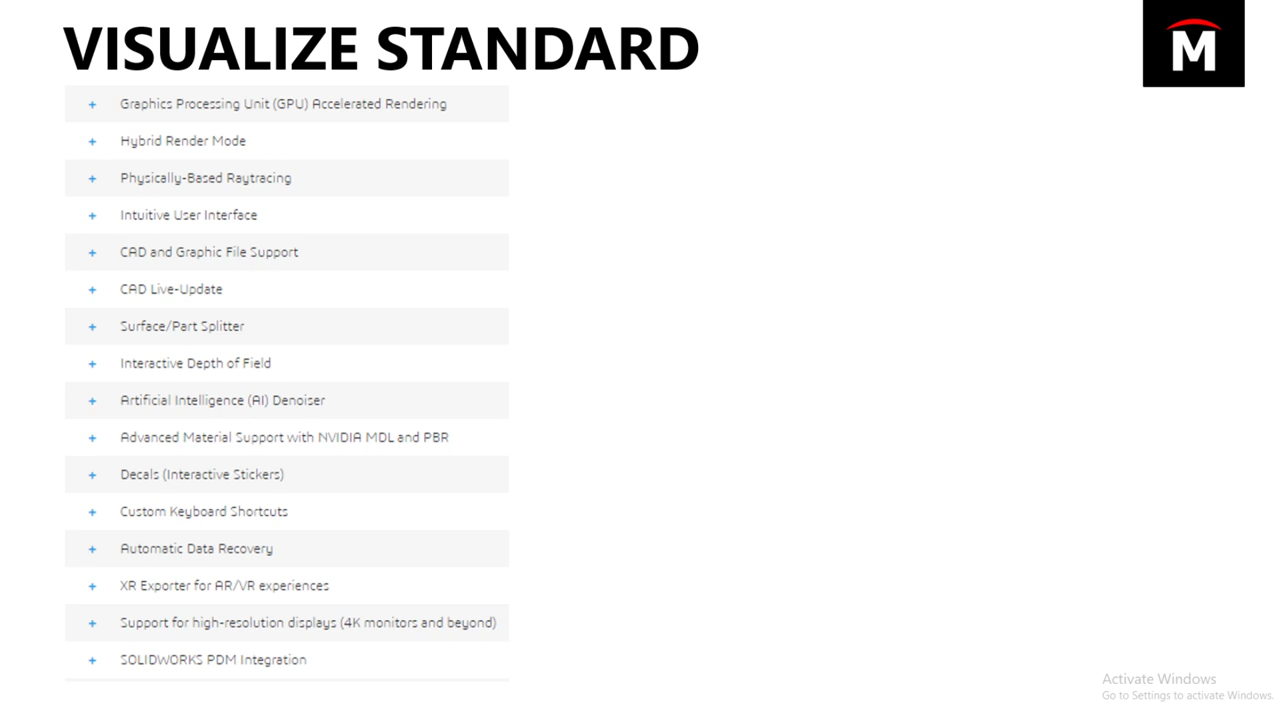 VISUALIZE STANDARD
M
+ Graphics Processing Unit (GPU) Accelerated Rendering
+ Hybrid Render Mode
+ Physically-Based Raytracing
+ Intuitive User Interface
+ CAD and Graphic File Support
+ CAD Live-Update
+ Surface/Part Splitter
+ Interactive Depth of Field
+ Artificial Intelligence (AI) Denoiser
+ Advanced Material Support with NVIDIA MDL and PBR
+ Decals (Interactive Stickers)
+ Custom Keyboard Shortcuts
+ Automatic Data Recovery
+ XR Exporter for AR/VR experiences
+ Support for high-resolution displays (4K monitors and beyond)
+ SOLIDWORKS PDM Integration
Activate Windows
Go to Settings to activate Windows.